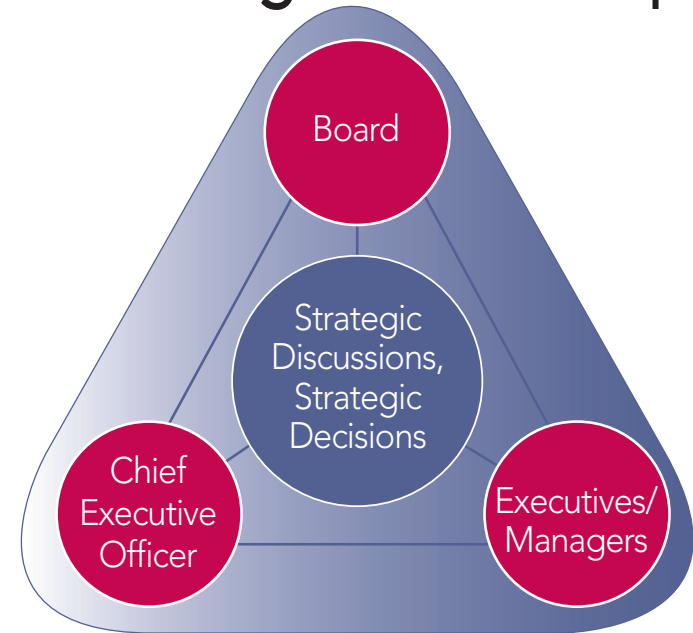 Board
Strategic
Discussions,
Strategic
Decisions
Chief
Executive
Officer
Executives/
Managers